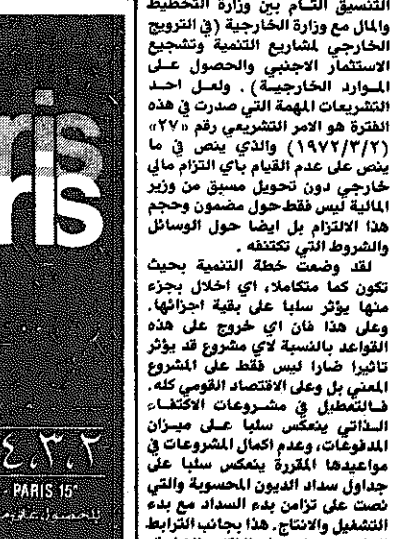 التنسيق التام بين وزارة التخطيط
والمال مع وزارة الخارجية (في الترويج
الخارجي لمشاريع التنمية وتشجيع
الاستثمار الاجنبي والحصول على
الموارد الخارجية). ولعل احد
التشريعات المهمة التي صدرت في هذه
الفترة هو الامر التشريعي رقم «٢٧»
(١٩٧٢/٣/٢) والذي ينص في ما
ينص على عدم القيام باي التزام مالي
خارجي دون تحويل مسبق من وزير
المالية ليس فقط حول مضمون وحجم
هذا الالتزام بل ايضا حول الوسائل
والشروط التي تكتنفه.
لقد وضعت خطة التنمية بحيث
تكون كما متكاملا، اي اخلال بجزء
منها يؤثر سلبا على بقية اجزائها.
وعلى هذا فان اي خروج على هذه
القواعد بالنسبة لاي مشروع قد يؤثر
تاثيرا ضارا ليس فقط على المشروع
المعني بل وعلى الاقتصاد القومي كله.
فالتعطيل في مشروعات الاكتفاء
الذاتي ينعكس سلبا على ميزان
المدفوعات، وعدم اكمال المشروعات في
مواعيدها المقررة ينعكس سلبا على
جداول سداد الديون المحسوبة والتي
نصت على تزامن بدء السداد مع بدء
التشغيل والانتاج. هذا بجانب الترابط
ris
ris
٤،٣،٣
PARIS 15e